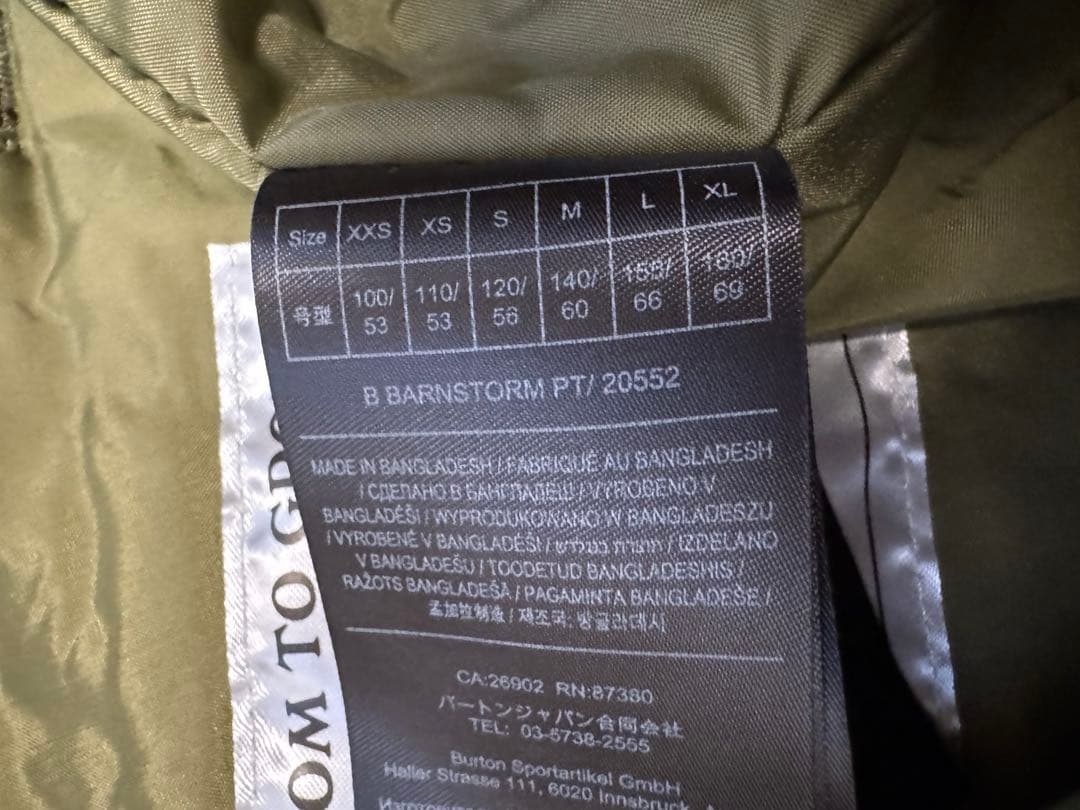 Size XXS XS S M L XL
号型 100/53 110/53 120/56 140/60 158/66 160/69
B BARNSTORM PT/ 20552
MADE IN BANGLADESH / FABRIQUÉ AU BANGLADESH
/ СДЕЛАНО В БАНГЛАДЕШ / VYROBENO V
BANGLADÉŠI / WYPRODUKOWANO W BANGLADESZU
/ VYROBENÉ V BANGLADÉŠI / תוצרת בנגלדש / IZDELANO
V BANGLADEŠU / TOODETUD BANGLADESHIS /
RAŽOTS BANGLADEŠĀ / PAGAMINTA BANGLADEŠE /
孟加拉制造 / 제조국: 방글라데시
CA:26902 RN:87380
バートンジャパン合同会社
TEL: 03-5738-2555
Burton Sportartikel GmbH
Haller Strasse 111, 6020 Innsbruck,
OM TO